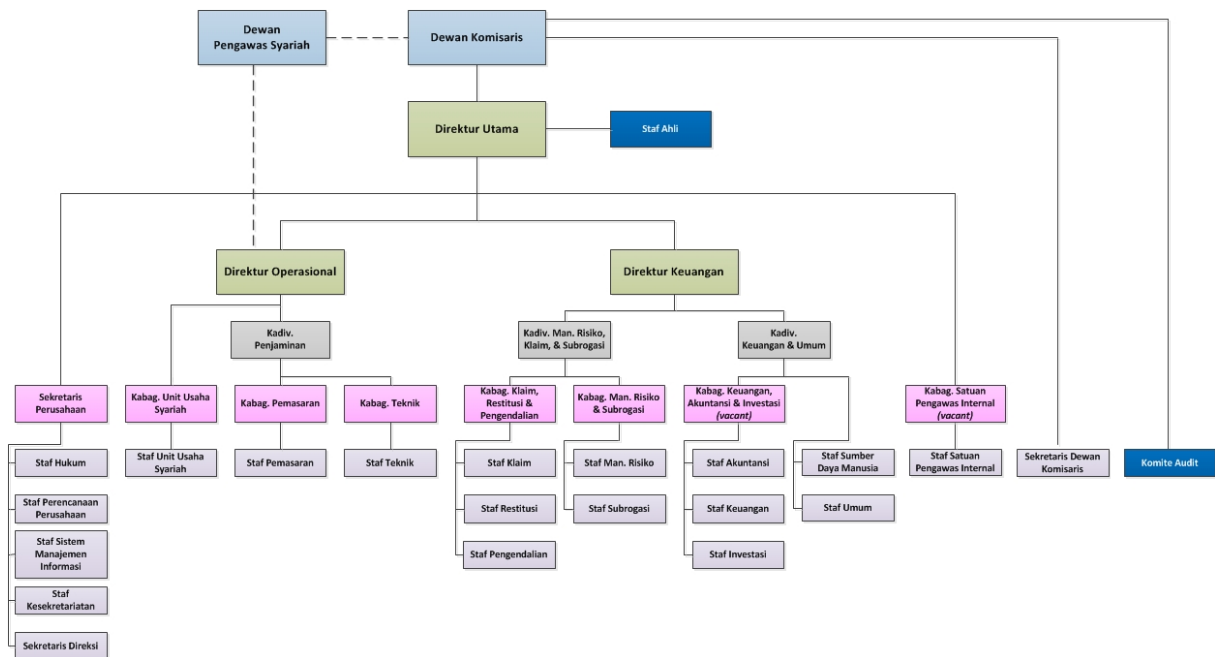 Dewan
Pengawas Syariah
Dewan Komisaris
Direktur Utama
Staf Ahli
Direktur Operasional
Direktur Keuangan
Kadiv.
Penjaminan
Kadiv. Man. Risiko,
Klaim, & Subrogasi
Kadiv.
Keuangan & Umum
Sekretaris
Perusahaan
Kabag. Unit Usaha
Syariah
Kabag. Pemasaran
Kabag. Teknik
Kabag. Klaim,
Restitusi &
Pengendalian
Kabag. Man. Risiko
& Subrogasi
Kabag. Keuangan,
Akuntansi & Investasi
(vacant)
Kabag. Satuan
Pengawas Internal
(vacant)
Staf Hukum
Staf Unit Usaha
Syariah
Staf Pemasaran
Staf Teknik
Staf Klaim
Staf Man. Risiko
Staf Akuntansi
Staf Sumber
Daya Manusia
Staf Satuan
Pengawas Internal
Sekretaris Dewan
Komisaris
Komite Audit
Staf Perencanaan
Perusahaan
Staf Restitusi
Staf Subrogasi
Staf Keuangan
Staf Umum
Staf Sistem
Manajemen
Informasi
Staf Pengendalian
Staf Investasi
Staf
Kesekretariatan
Sekretaris Direksi